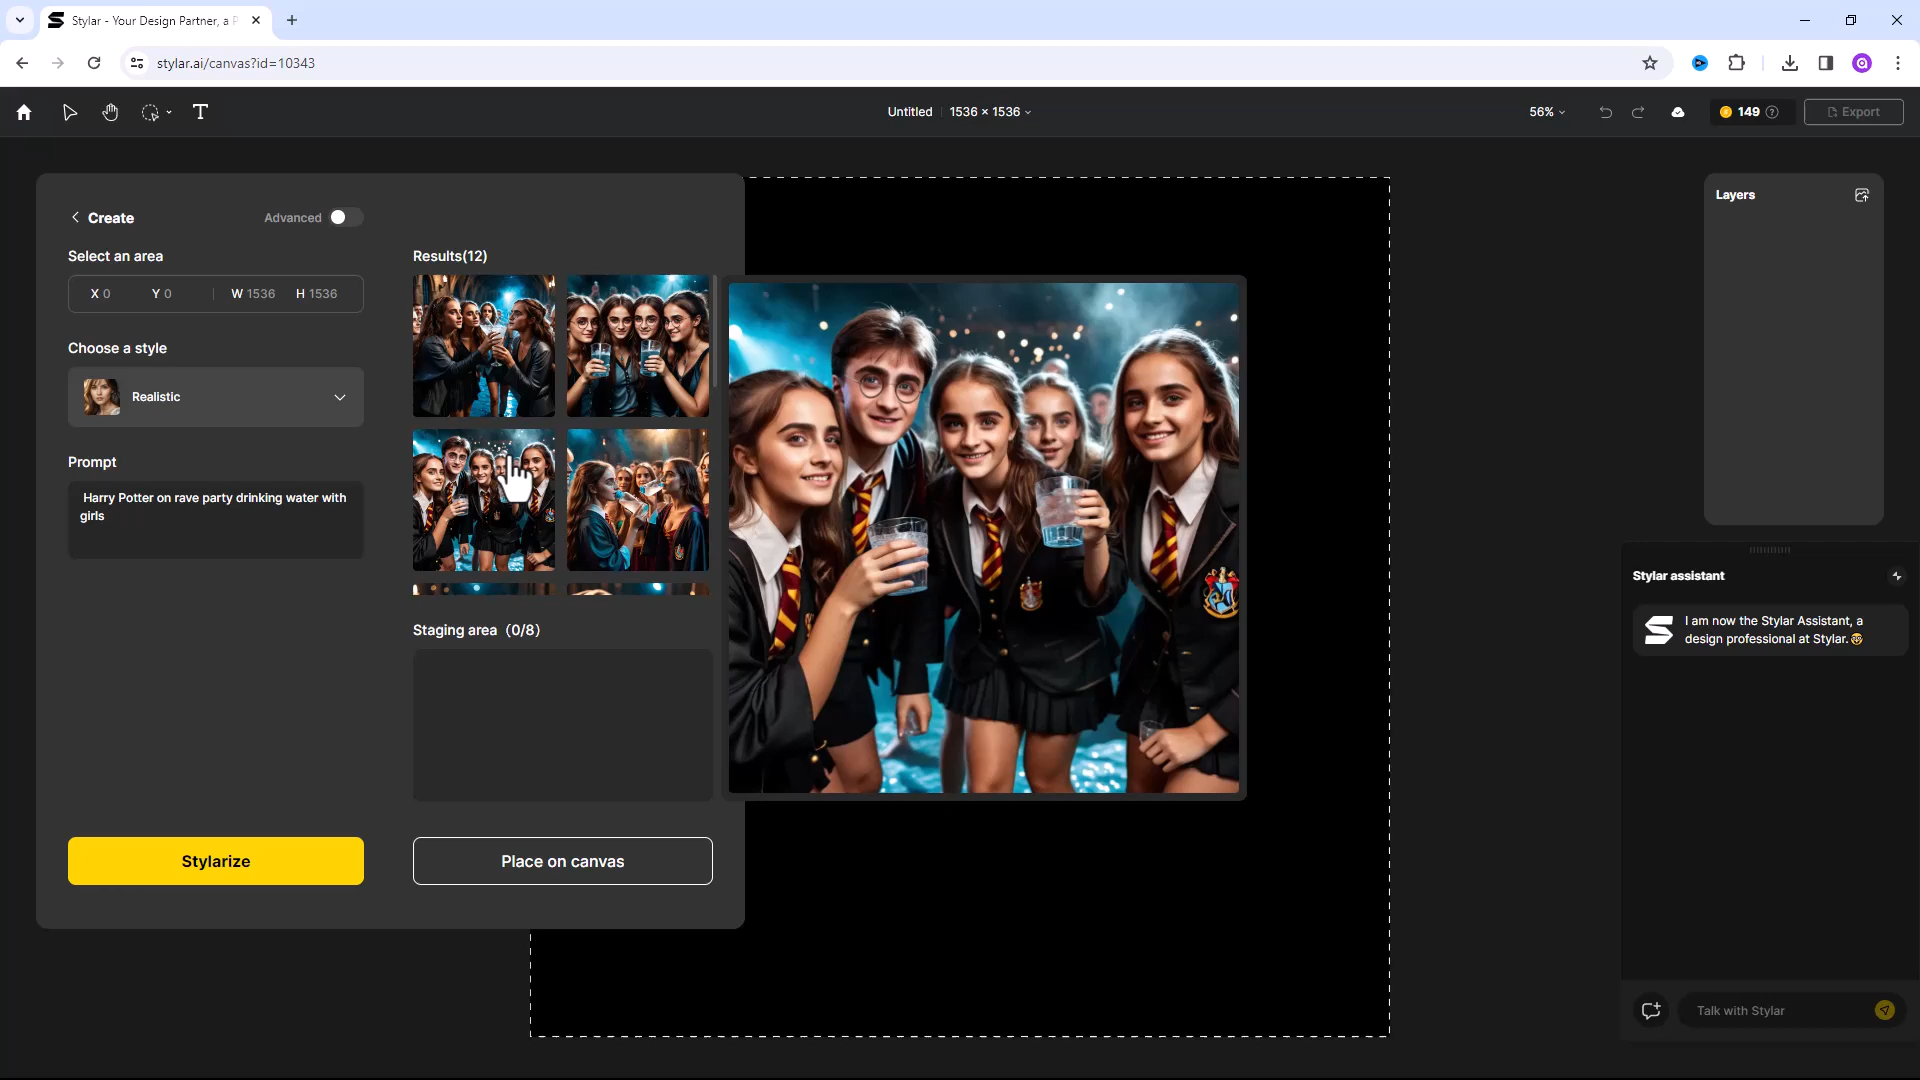 Stylar - Your Design Partner, a P
stylar.ai/canvas?id=10343
T
Untitled 1536 × 1536
56%
149
Export
Create
Advanced
Select an area
X 0 Y 0 W 1536 H 1536
Choose a style
Realistic
Prompt
Harry Potter on rave party drinking water with
girls
Stylarize
Results(12)
Staging area (0/8)
Place on canvas
Layers
Stylar assistant
I am now the Stylar Assistant, a
design professional at Stylar.🤓
Talk with Stylar